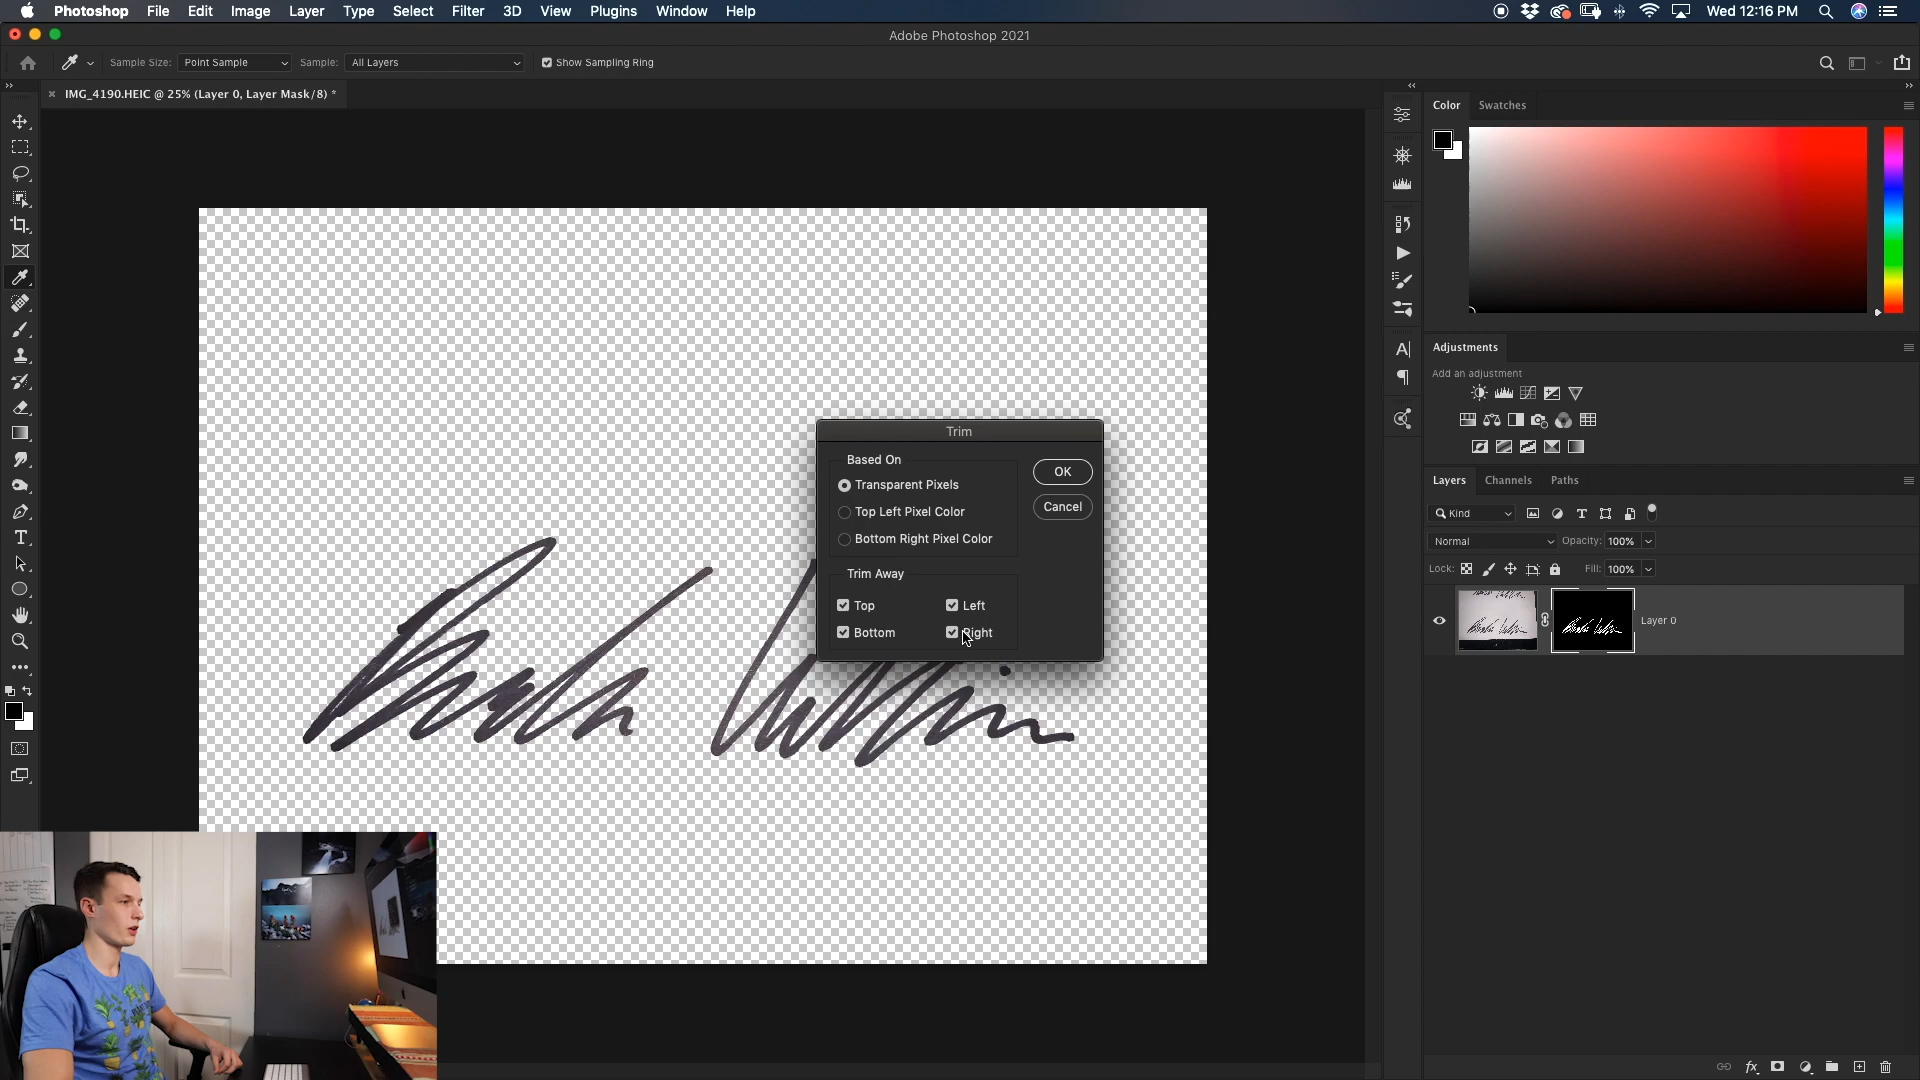 Photoshop File Edit Image Layer Type Select Filter 3D View Plugins Window Help Wed 12:16 PM
Adobe Photoshop 2021
Sample Size: Point Sample Sample: All Layers Show Sampling Ring
IMG_4190.HEIC @ 25% (Layer 0, Layer Mask/8) *
Color Swatches
Adjustments
Add an adjustment
Layers Channels Paths
Kind
Normal Opacity: 100%
Lock: Fill: 100%
Layer 0
Trim
Based On
Transparent Pixels
Top Left Pixel Color
Bottom Right Pixel Color
OK
Cancel
Trim Away
Top Left
Bottom Right